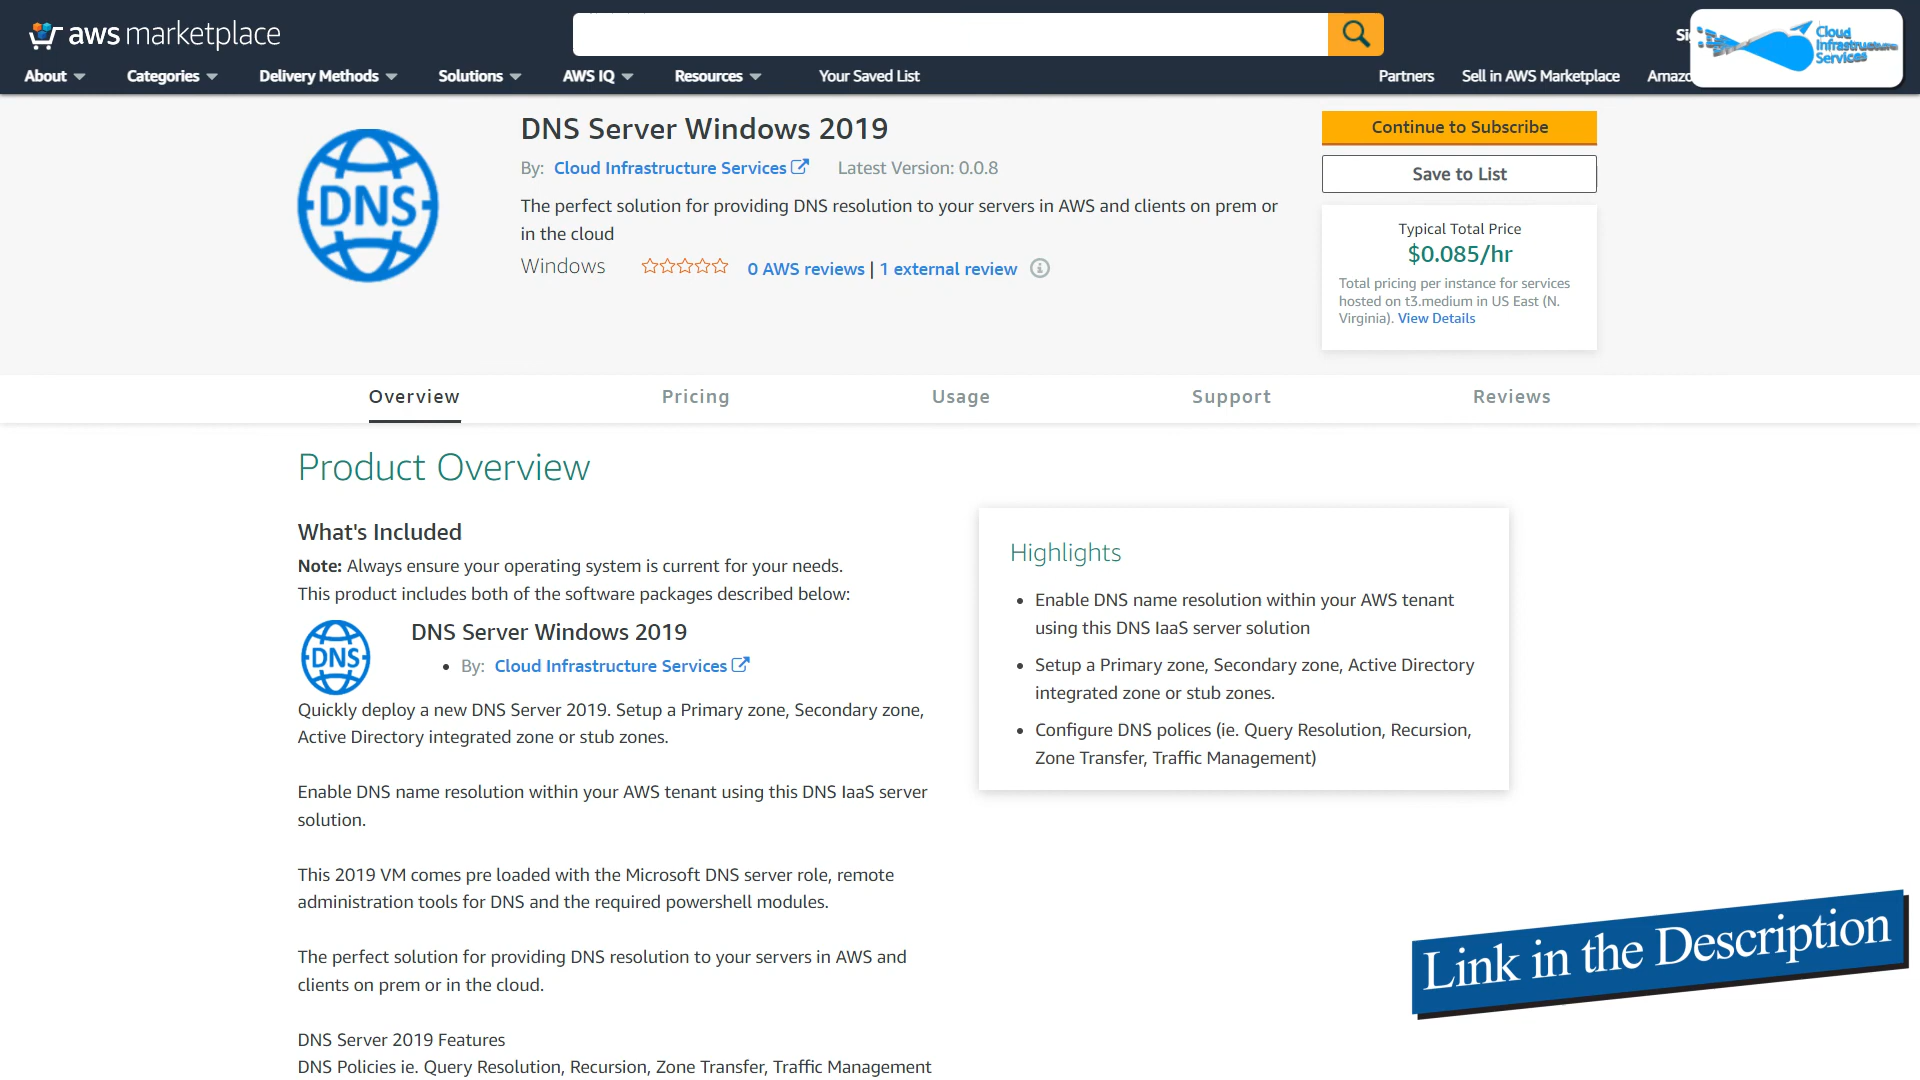 aws marketplace
Cloud
Infrastructure
Services
About
Categories
Delivery Methods
Solutions
AWS IQ
Resources
Your Saved List
Partners
Sell in AWS Marketplace
DNS
DNS Server Windows 2019
By: Cloud Infrastructure Services Latest Version: 0.0.8
The perfect solution for providing DNS resolution to your servers in AWS and clients on prem or
in the cloud
Windows 0 AWS reviews | 1 external review
Continue to Subscribe
Save to List
Typical Total Price
$0.085/hr
Total pricing per instance for services
hosted on t3.medium in US East (N.
Virginia). View Details
Overview
Pricing
Usage
Support
Reviews
Product Overview
What's Included
Note: Always ensure your operating system is current for your needs.
This product includes both of the software packages described below:
DNS
DNS Server Windows 2019
By: Cloud Infrastructure Services
Quickly deploy a new DNS Server 2019. Setup a Primary zone, Secondary zone,
Active Directory integrated zone or stub zones.
Enable DNS name resolution within your AWS tenant using this DNS IaaS server
solution.
This 2019 VM comes pre loaded with the Microsoft DNS server role, remote
administration tools for DNS and the required powershell modules.
The perfect solution for providing DNS resolution to your servers in AWS and
clients on prem or in the cloud.
DNS Server 2019 Features
DNS Policies ie. Query Resolution, Recursion, Zone Transfer, Traffic Management
Highlights
Enable DNS name resolution within your AWS tenant
using this DNS IaaS server solution
Setup a Primary zone, Secondary zone, Active Directory
integrated zone or stub zones.
Configure DNS polices (ie. Query Resolution, Recursion,
Zone Transfer, Traffic Management)
Link in the Description